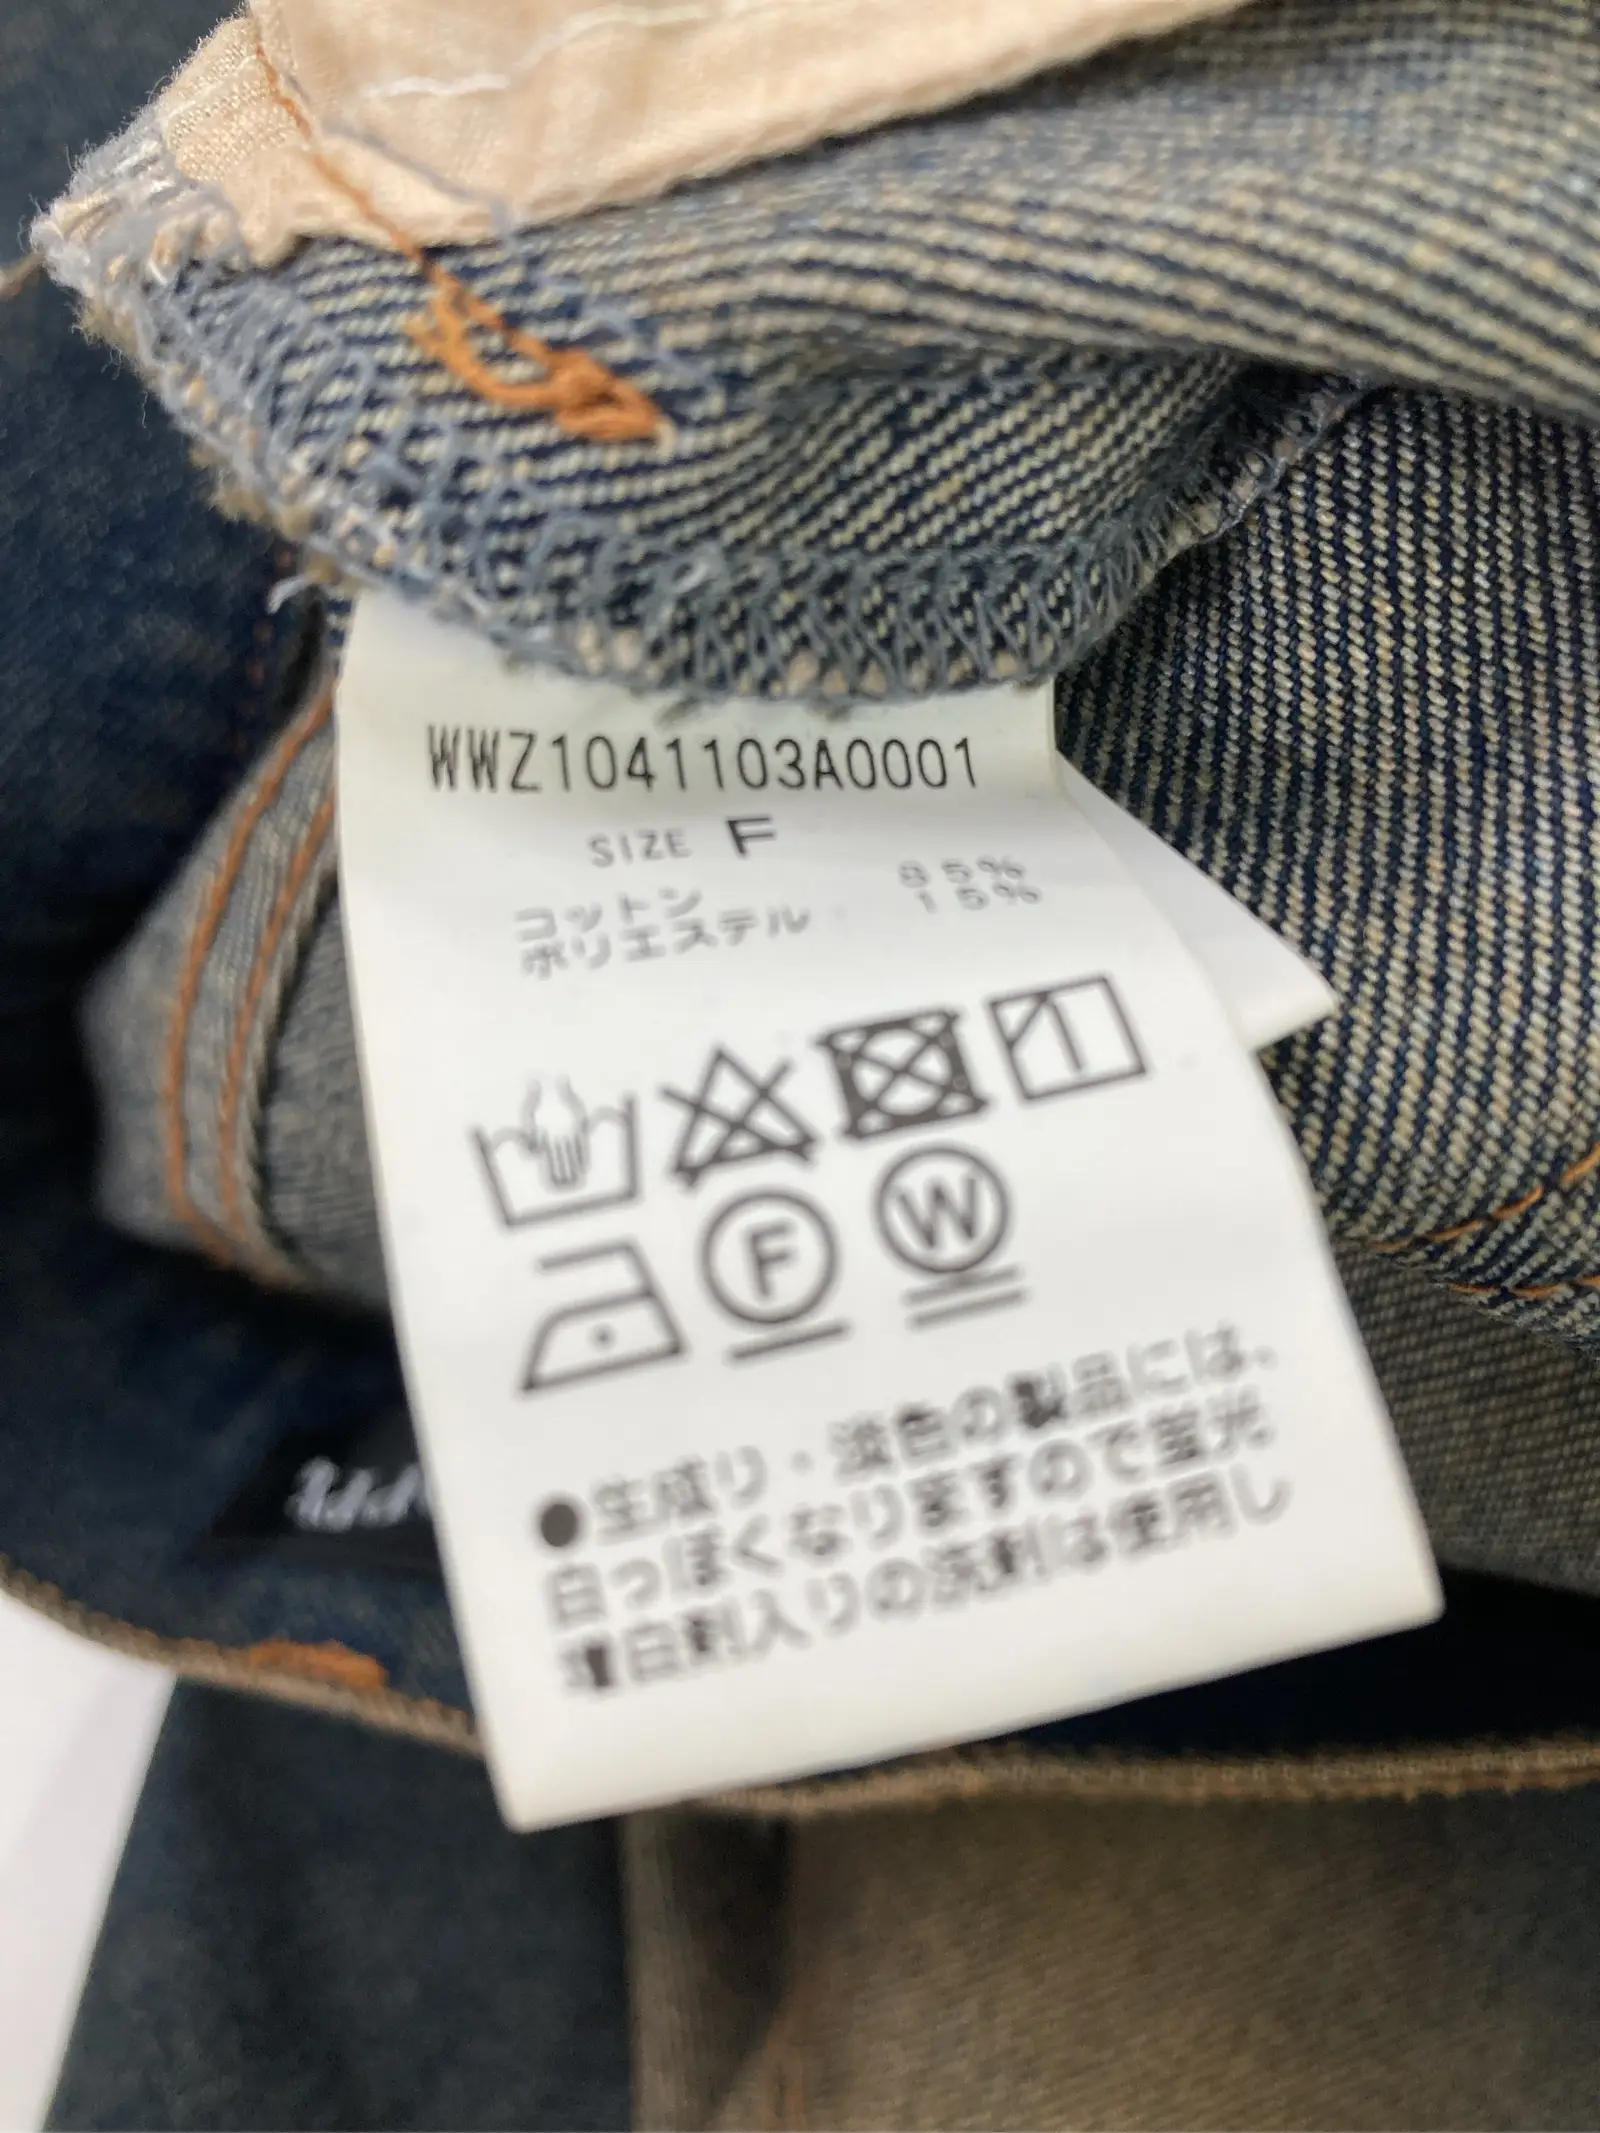 WWZ1041103A0001
SIZE F
コットン 85%
ポリエステル 15%
F
W
●生成り・淡色の製品には、
白っぽくなりますので蛍光
増白剤入りの洗剤は使用し